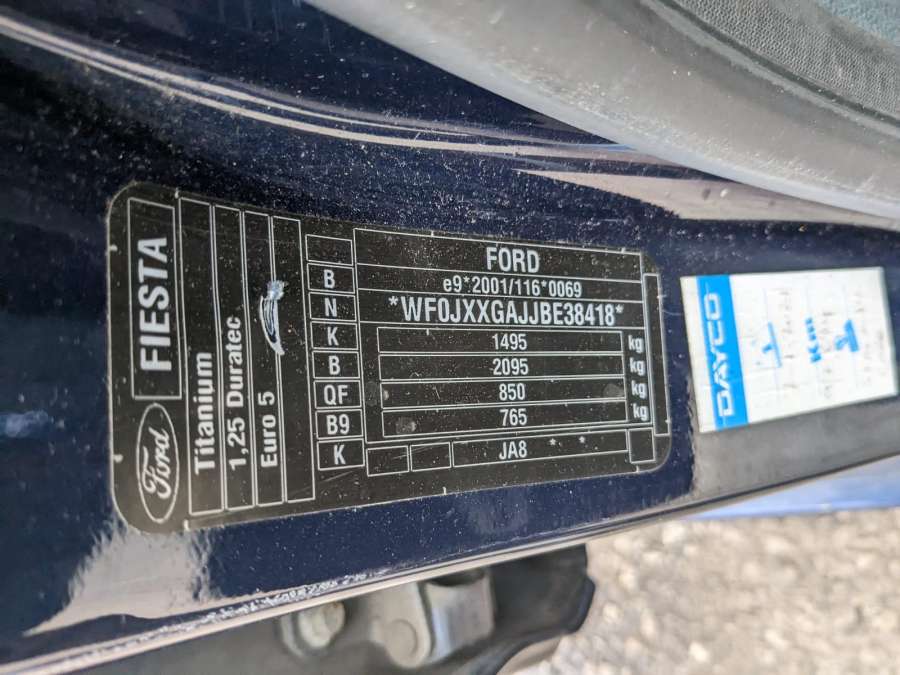 Ford
FIESTA
Titanium
1,25 Duratec
Euro 5
FORD
B e9*2001/116*0069
N *WF0JXXGAJJBE38418*
K 1495 kg
B 2095 kg
QF 850 kg
B9 765 kg
K JA8 * *
DAYCO
Km